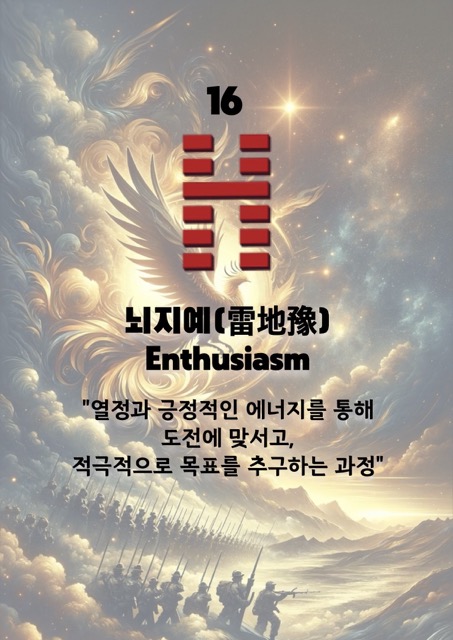 16
뇌지예(雷地豫)
Enthusiasm
"열정과 긍정적인 에너지를 통해
도전에 맞서고,
적극적으로 목표를 추구하는 과정"